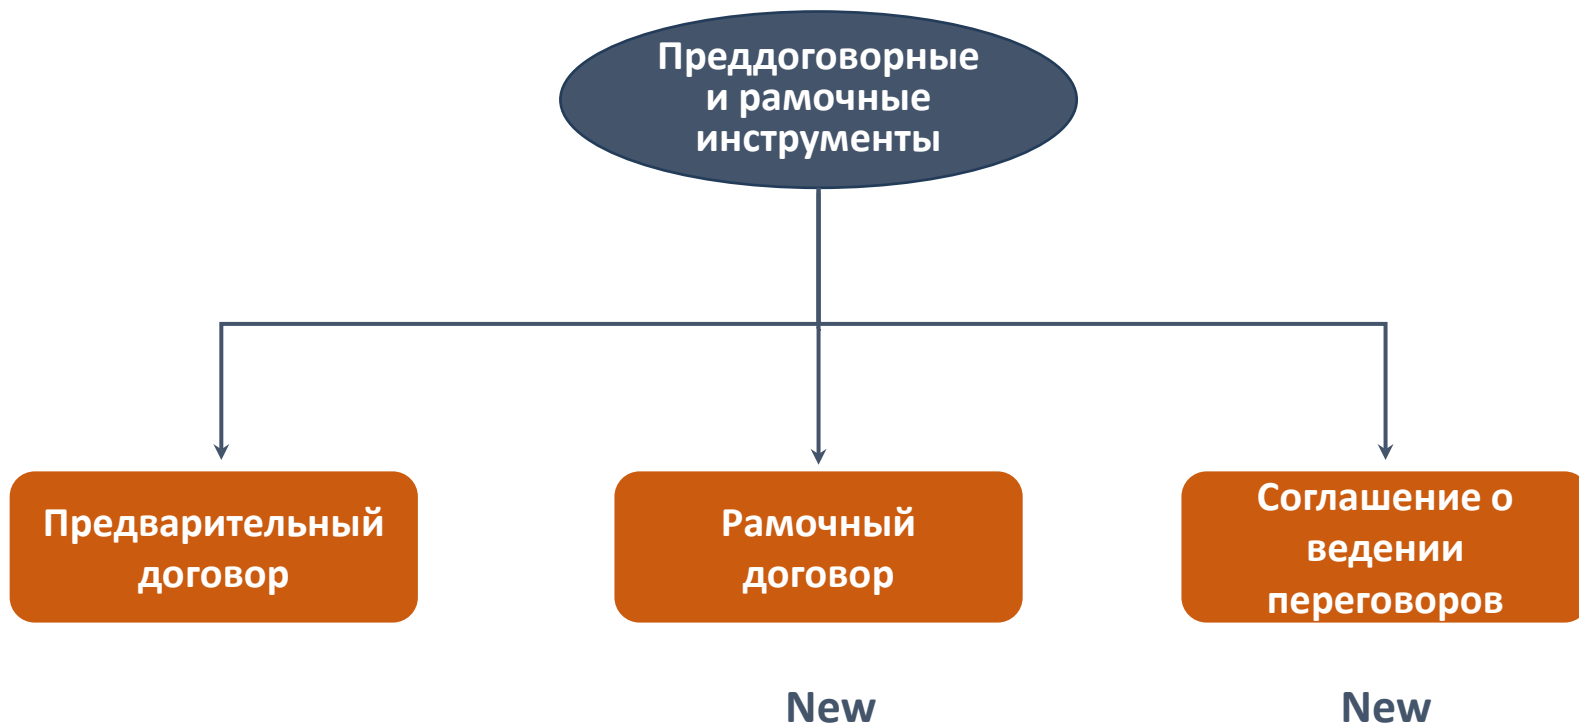 Преддоговорные
и рамочные
инструменты
Предварительный
договор
Рамочный
договор
Соглашение о
ведении
переговоров
New
New